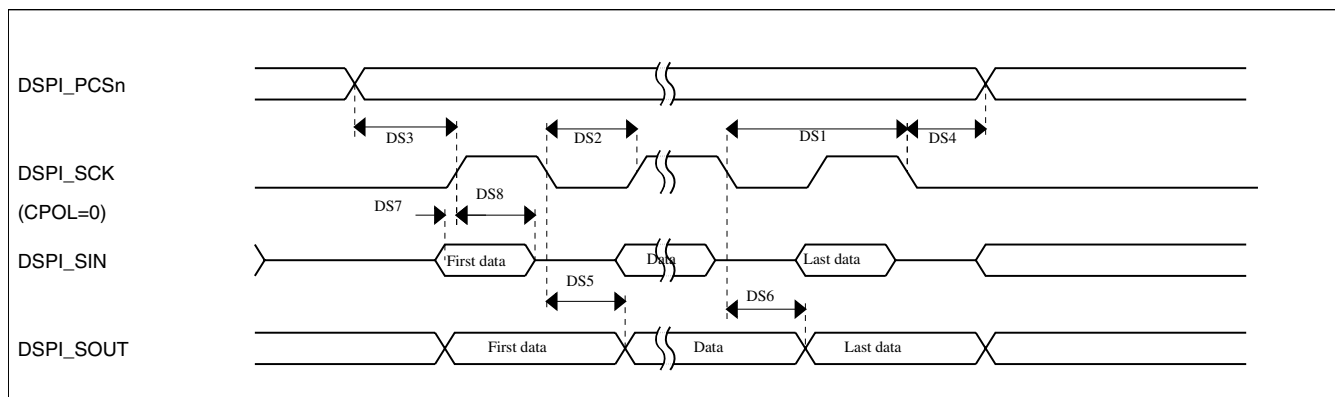 DSPI_PCSn
DS3
DS2
DS1
DS4
DSPI_SCK
(CPOL=0)
DS7
DS8
DSPI_SIN
First data
Data
Last data
DS5
DS6
DSPI_SOUT
First data
Data
Last data